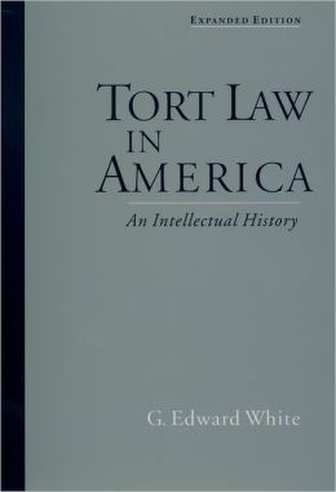 Expanded Edition
Tort Law
in
America
An Intellectual History
G. Edward White